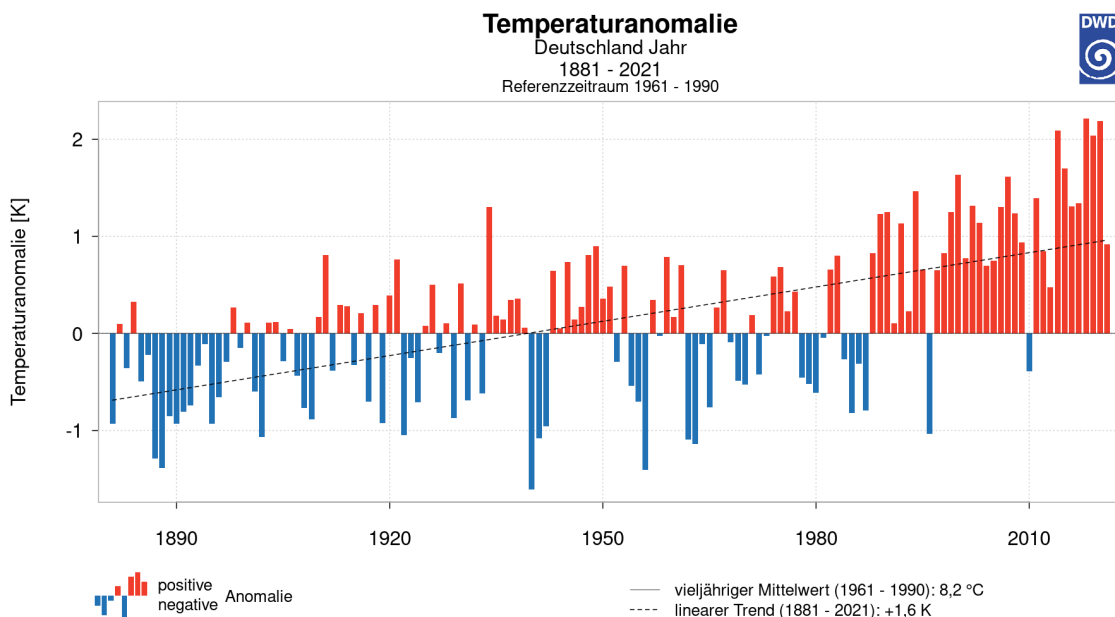 Temperaturanomalie
Deutschland Jahr
1881 - 2021
Referenzzeitraum 1961 - 1990
DWD
Temperaturanomalie [K]
2
1
0
-1
1890 1920 1950 1980 2010
positive
negative
Anomalie
vieljähriger Mittelwert (1961 - 1990): 8,2 °C
linearer Trend (1881 - 2021): +1,6 K